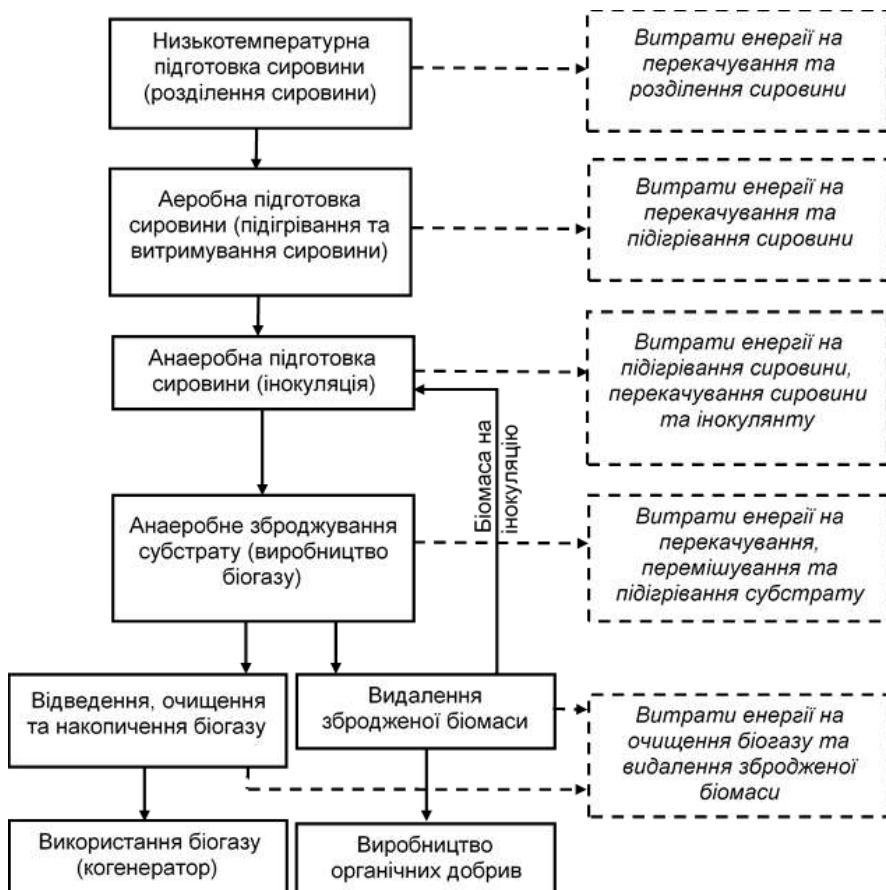 Низькотемпературна
підготовка сировини
(розділення сировини)
Витрати енергії на
перекачування та
розділення сировини
Аеробна підготовка
сировини (підігрівання та
витримування сировини)
Витрати енергії на
перекачування та
підігрівання сировини
Анаеробна підготовка
сировини (інокуляція)
Витрати енергії на
підігрівання сировини,
перекачування сировини
та інокулянту
Біомаса на
інокуляцію
Анаеробне зброджування
субстрату (виробництво
біогазу)
Витрати енергії на
перекачування,
перемішування та
підігрівання субстрату
Відведення, очищення
та накопичення біогазу
Видалення
збродженої біомаси
Витрати енергії на
очищення біогазу та
видалення збродженої
біомаси
Використання біогазу
(когенератор)
Виробництво
органічних добрив